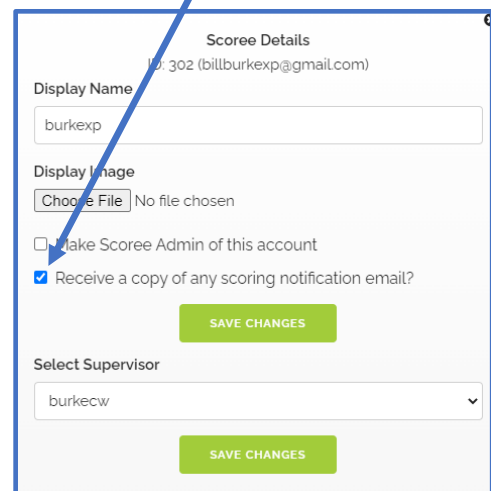 Scoree Details
ID: 302 (billburkexp@gmail.com)
Display Name
burkexp
Display Image
Choose File No file chosen
Make Scoree Admin of this account
Receive a copy of any scoring notification email?
SAVE CHANGES
Select Supervisor
burkecw
SAVE CHANGES